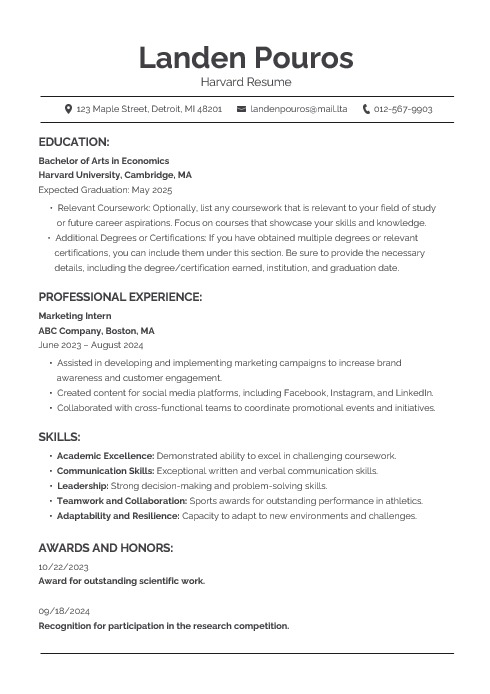 Landen Pouros
Harvard Resume
123 Maple Street, Detroit, MI 48201 landenpouros@mail.lta 012-567-9903
EDUCATION:
Bachelor of Arts in Economics
Harvard University, Cambridge, MA
Expected Graduation: May 2025
• Relevant Coursework: Optionally, list any coursework that is relevant to your field of study
or future career aspirations. Focus on courses that showcase your skills and knowledge.
• Additional Degrees or Certifications: If you have obtained multiple degrees or relevant
certifications, you can include them under this section. Be sure to provide the necessary
details, including the degree/certification earned, institution, and graduation date.
PROFESSIONAL EXPERIENCE:
Marketing Intern
ABC Company, Boston, MA
June 2023 – August 2024
• Assisted in developing and implementing marketing campaigns to increase brand
awareness and customer engagement.
• Created content for social media platforms, including Facebook, Instagram, and LinkedIn.
• Collaborated with cross-functional teams to coordinate promotional events and initiatives.
SKILLS:
• Academic Excellence: Demonstrated ability to excel in challenging coursework.
• Communication Skills: Exceptional written and verbal communication skills.
• Leadership: Strong decision-making and problem-solving skills.
• Teamwork and Collaboration: Sports awards for outstanding performance in athletics.
• Adaptability and Resilience: Capacity to adapt to new environments and challenges.
AWARDS AND HONORS:
10/22/2023
Award for outstanding scientific work.
09/18/2024
Recognition for participation in the research competition.